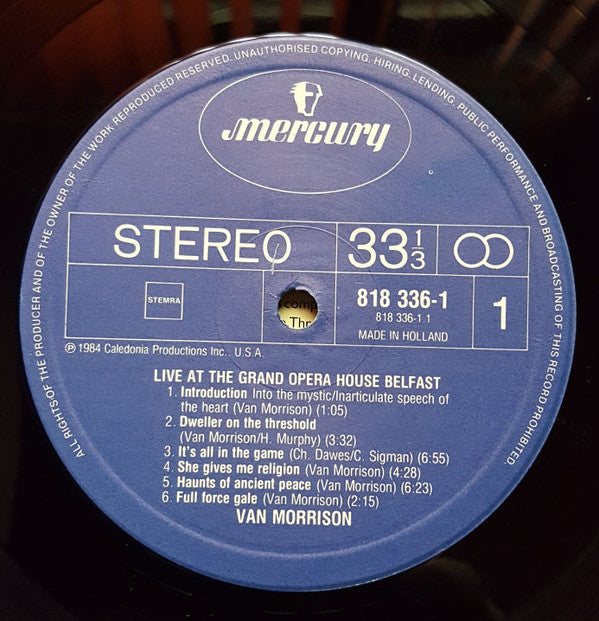 ALL RIGHTS OF THE PRODUCER AND OF THE OWNER OF THE WORK REPRODUCED RESERVED. UNAUTHORISED COPYING, HIRING, LENDING, PUBLIC PERFORMANCE AND BROADCASTING OF THIS RECORD PROHIBITED.
mercury
STEREO
33 1/3
STEMRA
818 336-1
818 336-1.1
MADE IN HOLLAND
1
℗ 1984 Caledonia Productions Inc., U.S.A.
LIVE AT THE GRAND OPERA HOUSE BELFAST
1. Introduction Into the mystic/Inarticulate speech of
the heart (Van Morrison) (1:05)
2. Dweller on the threshold
(Van Morrison/H. Murphy) (3:32)
3. It's all in the game (Ch. Dawes/C. Sigman) (6:55)
4. She gives me religion (Van Morrison) (4:28)
5. Haunts of ancient peace (Van Morrison) (6:23)
6. Full force gale (Van Morrison) (2:15)
VAN MORRISON